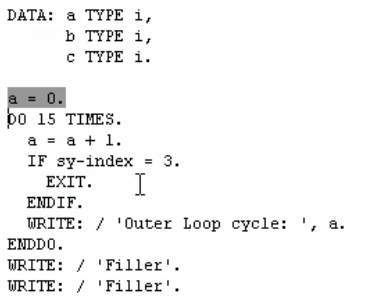 DATA: a TYPE i,
b TYPE i,
c TYPE i.
a = 0.
DO 15 TIMES.
a = a + 1.
IF sy-index = 3.
EXIT.
ENDIF.
WRITE: / 'Outer Loop cycle: ', a.
ENDDO.
WRITE: / 'Filler'.
WRITE: / 'Filler'.